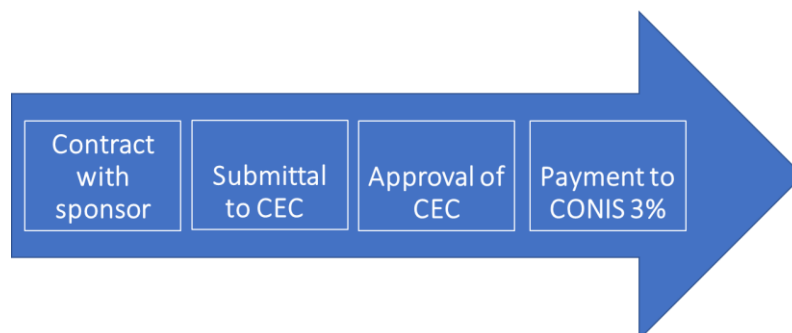 Contract
with
sponsor
Submittal
to CEC
Approval of
CEC
Payment to
CONIS 3%